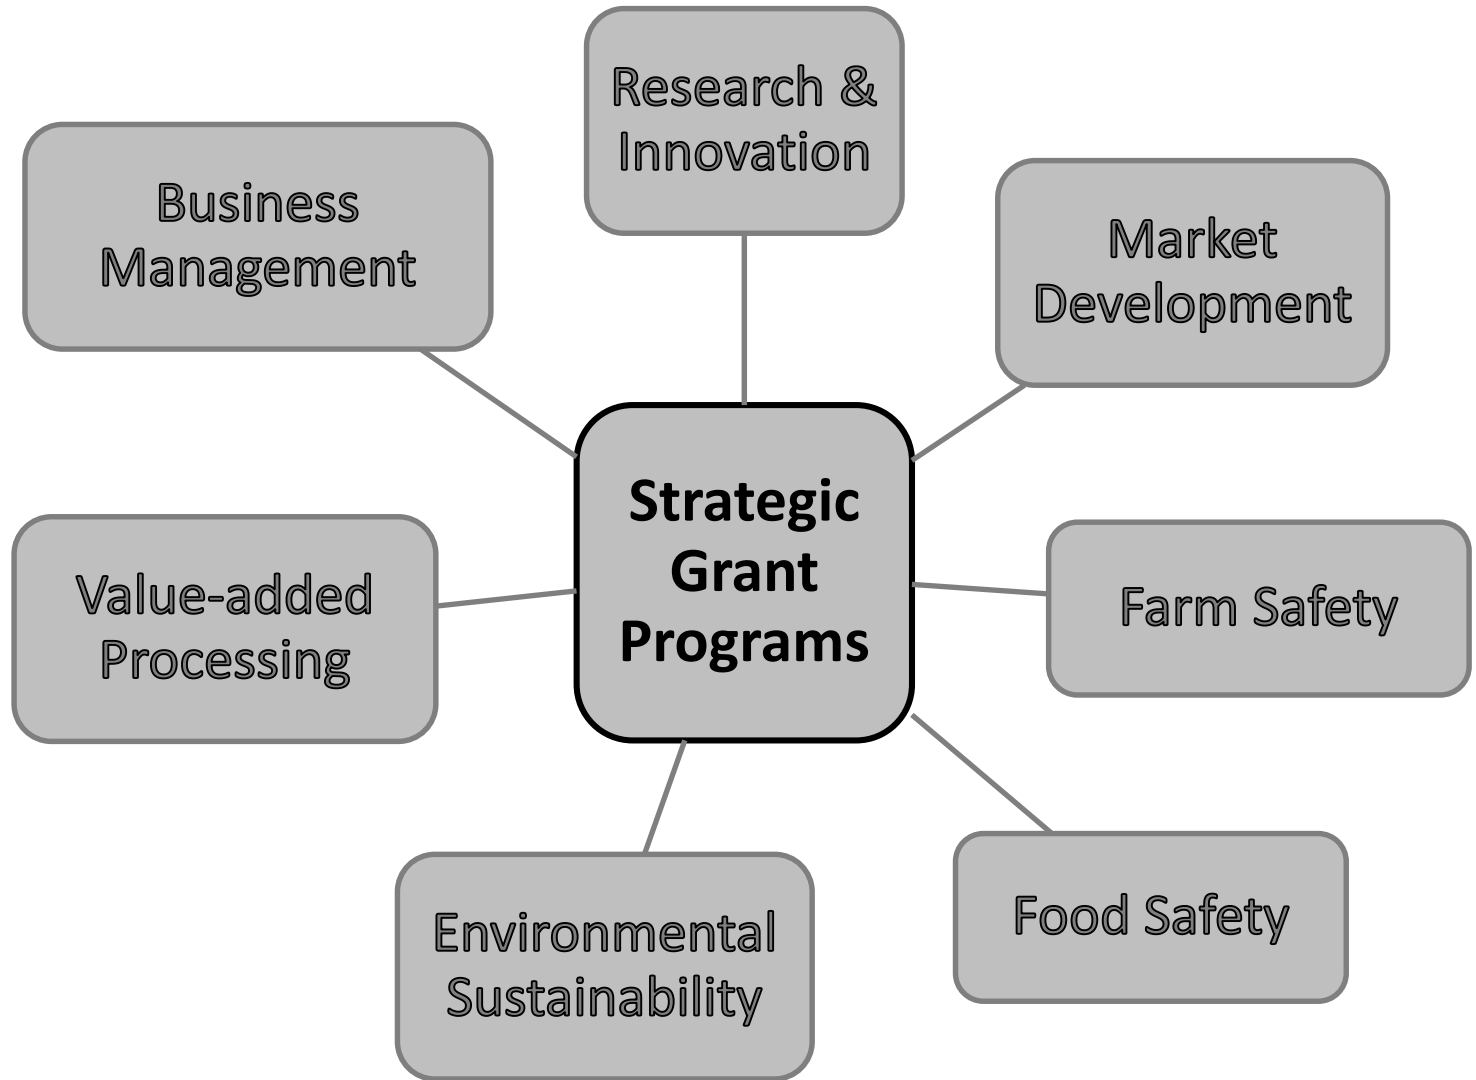 Research &
Innovation
Business
Management
Market
Development
Strategic
Grant
Programs
Value-added
Processing
Farm Safety
Environmental
Sustainability
Food Safety